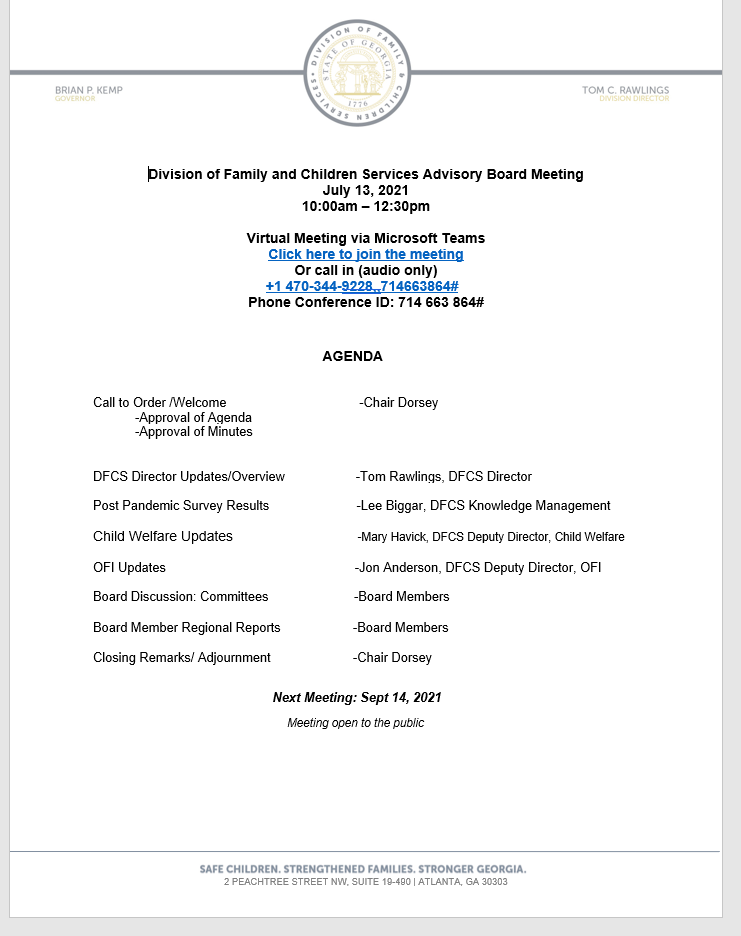 DIVISION OF FAMILY & CHILDREN SERVICES
STATE OF GEORGIA
1776
BRIAN P. KEMP
GOVERNOR
TOM C. RAWLINGS
DIVISION DIRECTOR
Division of Family and Children Services Advisory Board Meeting
July 13, 2021
10:00am – 12:30pm
Virtual Meeting via Microsoft Teams
Click here to join the meeting
Or call in (audio only)
+1 470-344-9228,,714663864#
Phone Conference ID: 714 663 864#
AGENDA
Call to Order /Welcome -Chair Dorsey
-Approval of Agenda
-Approval of Minutes
DFCS Director Updates/Overview -Tom Rawlings, DFCS Director
Post Pandemic Survey Results -Lee Biggar, DFCS Knowledge Management
Child Welfare Updates -Mary Havick, DFCS Deputy Director, Child Welfare
OFI Updates -Jon Anderson, DFCS Deputy Director, OFI
Board Discussion: Committees -Board Members
Board Member Regional Reports -Board Members
Closing Remarks/ Adjournment -Chair Dorsey
Next Meeting: Sept 14, 2021
Meeting open to the public
SAFE CHILDREN. STRENGTHENED FAMILIES. STRONGER GEORGIA.
2 PEACHTREE STREET NW, SUITE 19-490 | ATLANTA, GA 30303